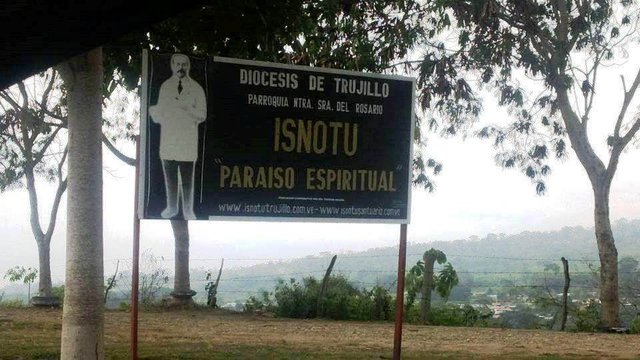 DIOCESIS DE TRUJILLO
PARROQUIA NTRA. SRA. DEL ROSARIO
ISNOTU
"PARAISO ESPIRITUAL"
www.isnotutrujillo.com.ve-www.isnotusantuario.com.ve